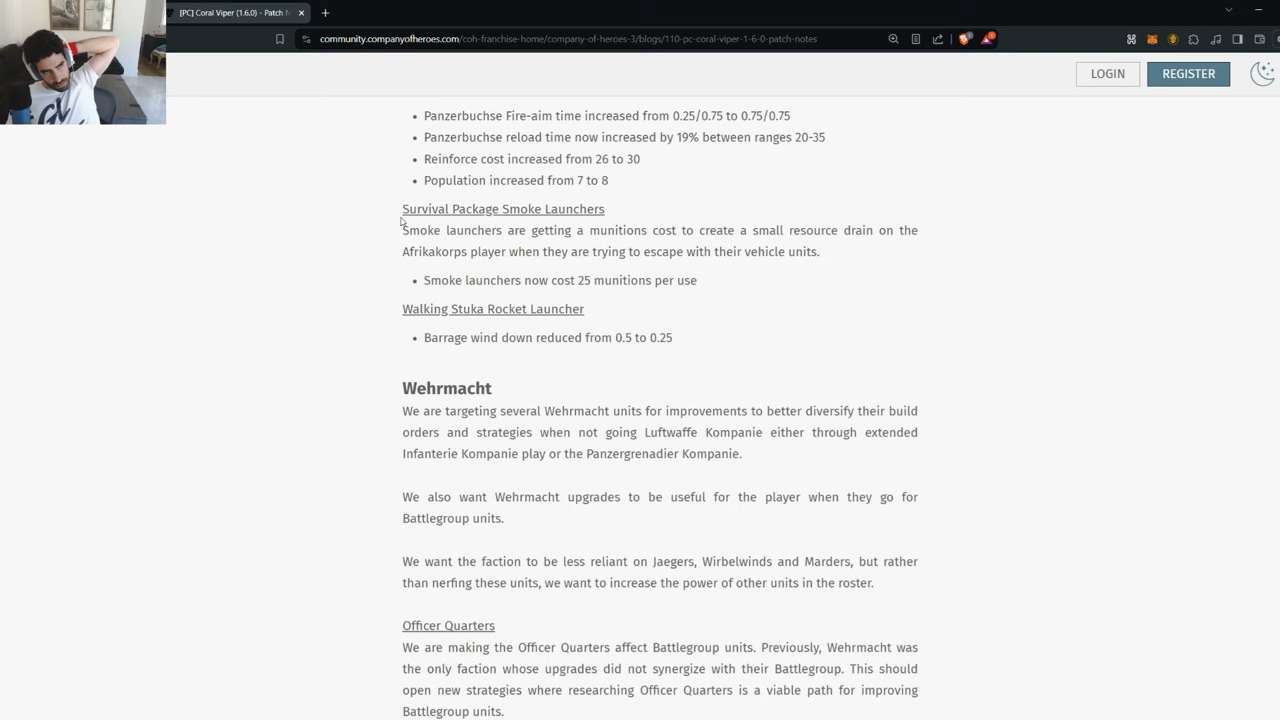 [PC] Coral Viper (1.6.0) - Patch N
community.companyofheroes.com/coh-franchise-home/company-of-heroes-3/blogs/110-pc-coral-viper-1-6-0-patch-notes
LOGIN
REGISTER
• Panzerbuchse Fire-aim time increased from 0.25/0.75 to 0.75/0.75
• Panzerbuchse reload time now increased by 19% between ranges 20-35
• Reinforce cost increased from 26 to 30
• Population increased from 7 to 8
Survival Package Smoke Launchers
Smoke launchers are getting a munitions cost to create a small resource drain on the
Afrikakorps player when they are trying to escape with their vehicle units.
• Smoke launchers now cost 25 munitions per use
Walking Stuka Rocket Launcher
• Barrage wind down reduced from 0.5 to 0.25
Wehrmacht
We are targeting several Wehrmacht units for improvements to better diversify their build
orders and strategies when not going Luftwaffe Kompanie either through extended
Infanterie Kompanie play or the Panzergrenadier Kompanie.
We also want Wehrmacht upgrades to be useful for the player when they go for
Battlegroup units.
We want the faction to be less reliant on Jaegers, Wirbelwinds and Marders, but rather
than nerfing these units, we want to increase the power of other units in the roster.
Officer Quarters
We are making the Officer Quarters affect Battlegroup units. Previously, Wehrmacht was
the only faction whose upgrades did not synergize with their Battlegroup. This should
open new strategies where researching Officer Quarters is a viable path for improving
Battlegroup units.